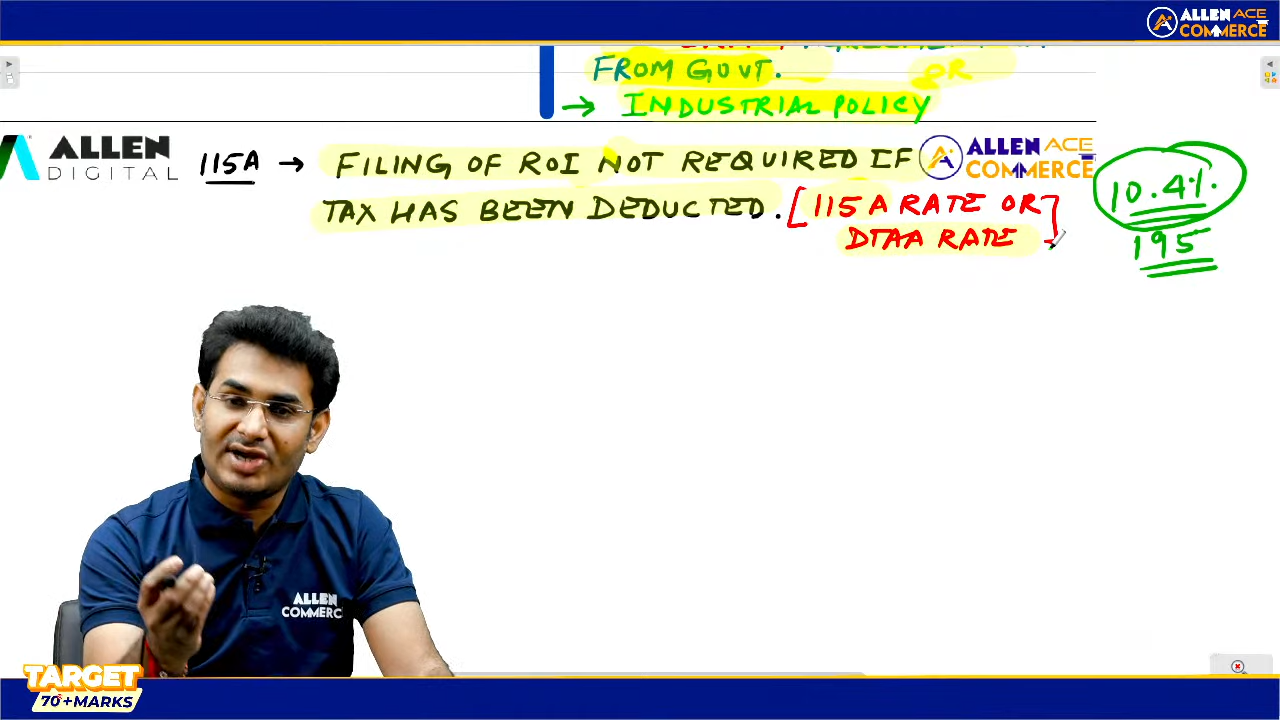 ALLEN ACE
COMMERCE
FROM GOVT. OR
→ INDUSTRIAL POLICY
ALLEN
DIGITAL
115A → FILING OF ROI NOT REQUIRED IF
TAX HAS BEEN DEDUCTED. [115A RATE OR
DTAA RATE]
ALLEN ACE
COMMERCE
10.4%.
195
ALLEN
COMMERCE
TARGET
70+MARKS